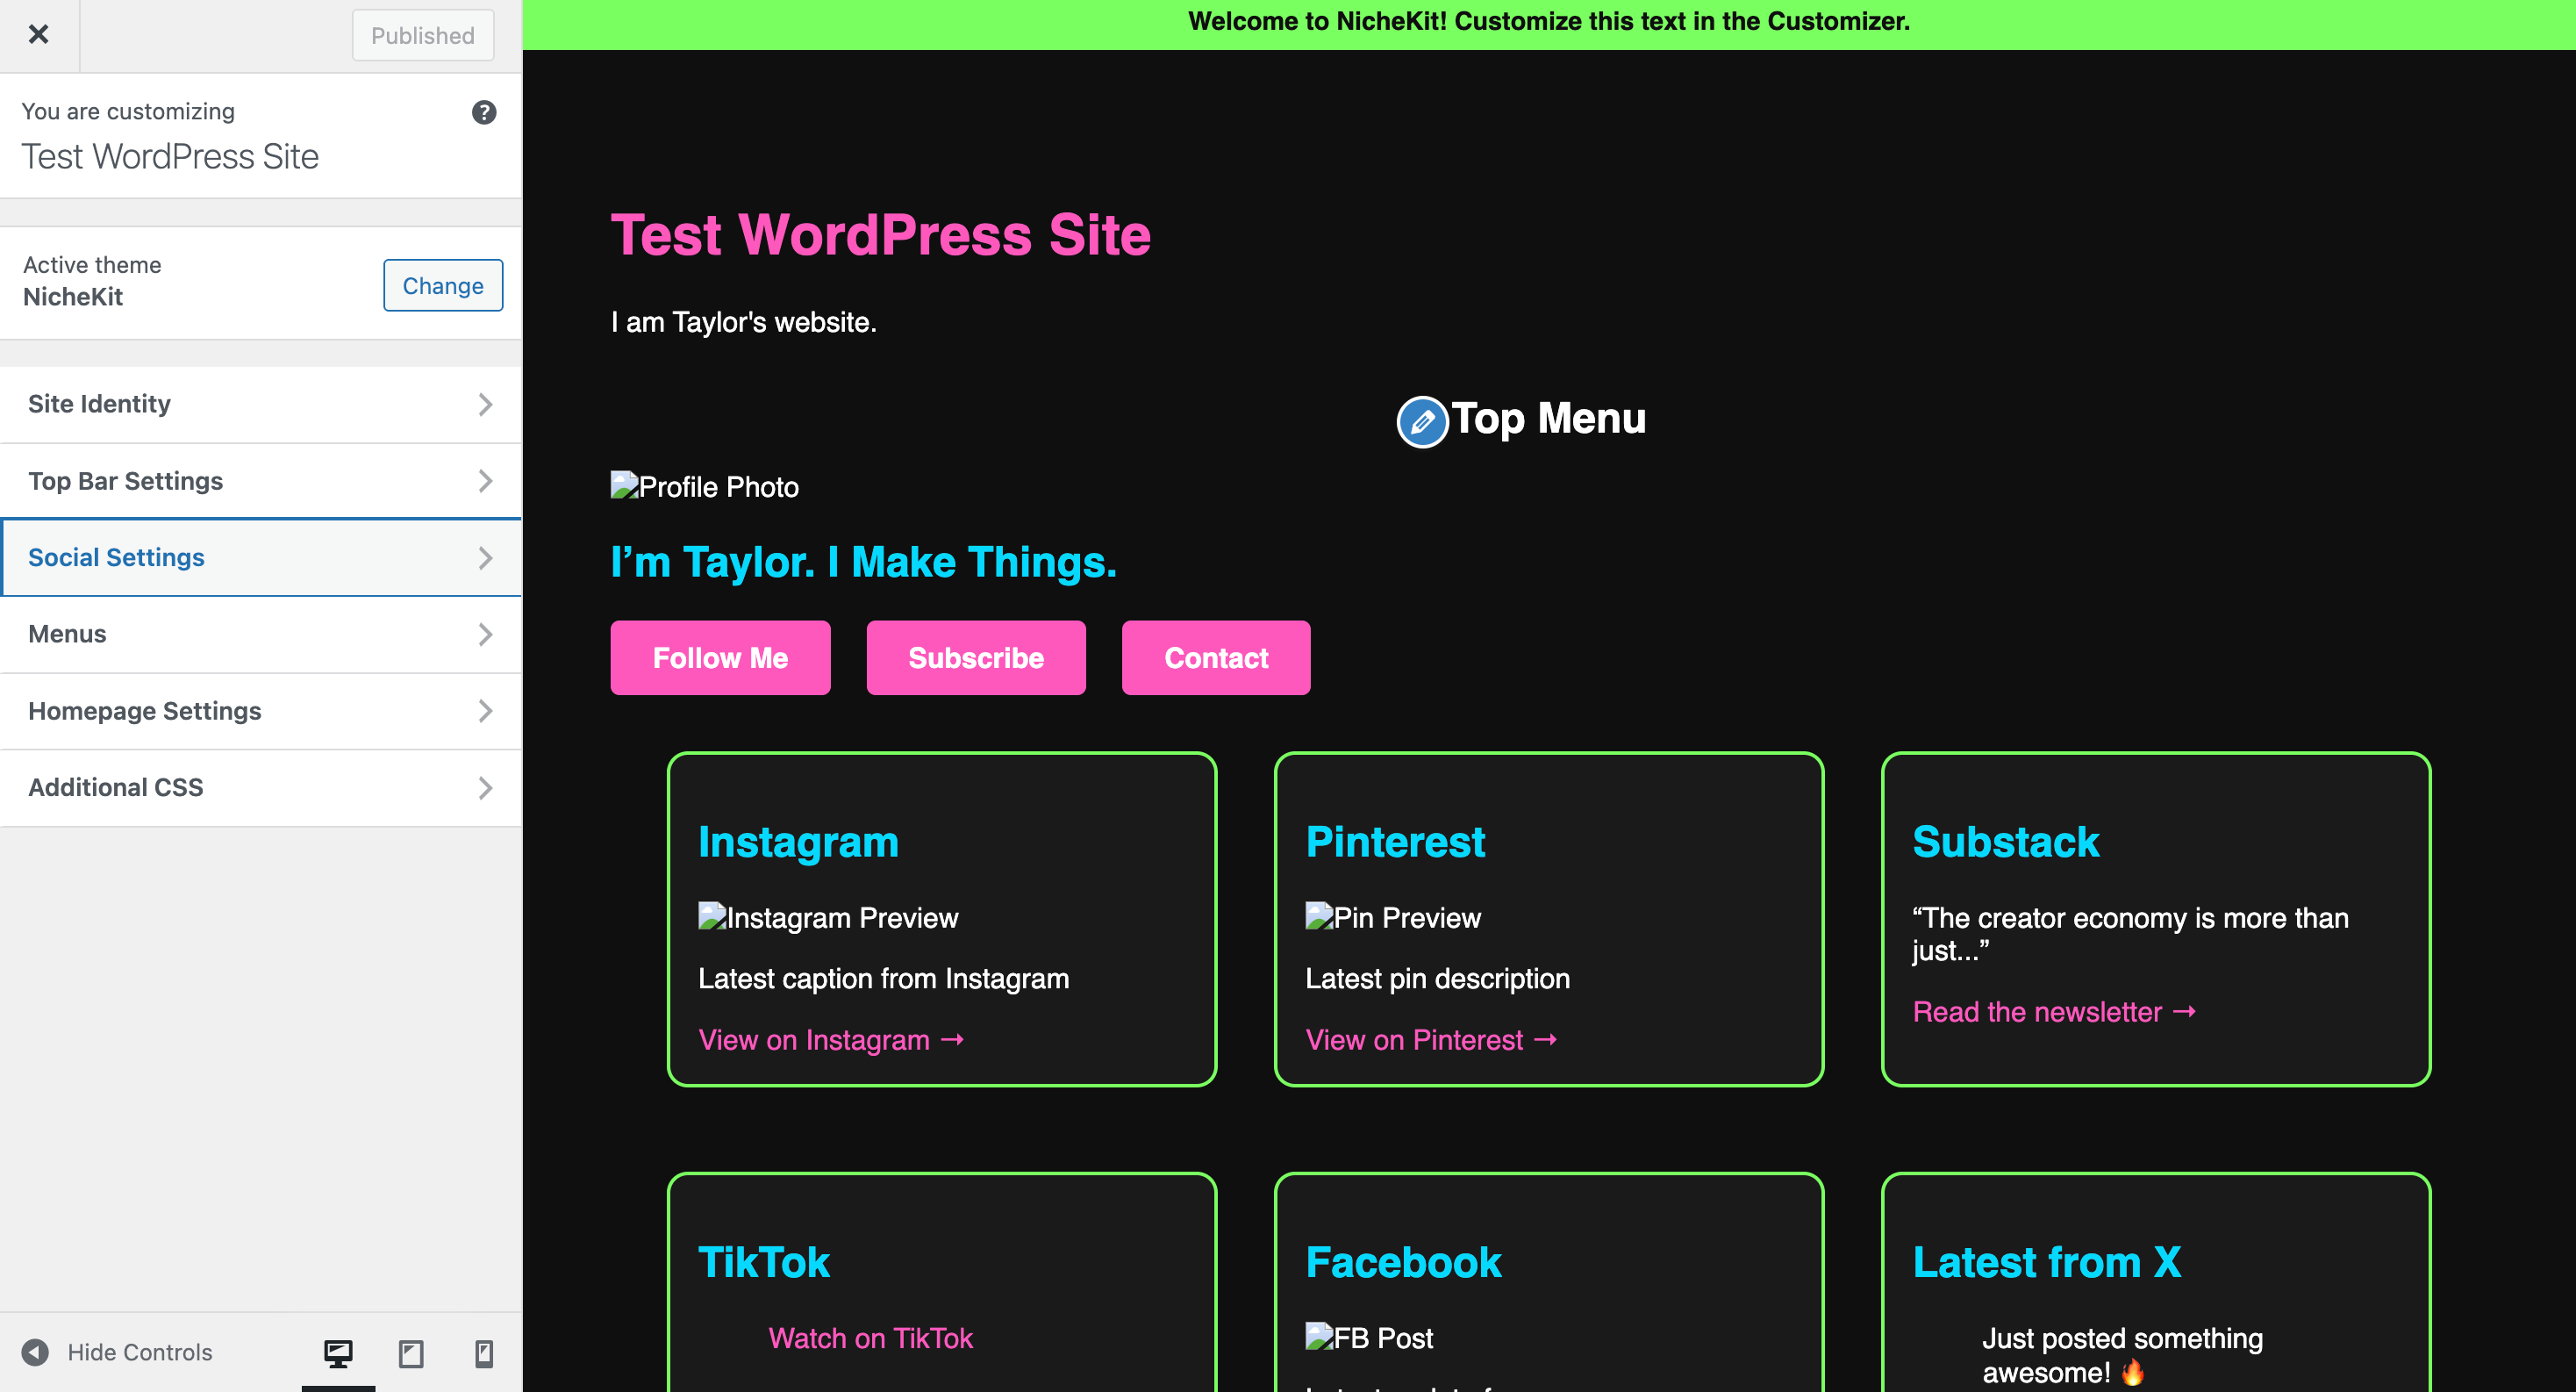 Published
You are customizing
Test WordPress Site
Active theme
NicheKit
Change
Site Identity
Top Bar Settings
Social Settings
Menus
Homepage Settings
Additional CSS
Hide Controls
Welcome to NicheKit! Customize this text in the Customizer.
Test WordPress Site
I am Taylor's website.
Top Menu
Profile Photo
I’m Taylor. I Make Things.
Follow Me
Subscribe
Contact
Instagram
Instagram Preview
Latest caption from Instagram
View on Instagram →
Pinterest
Pin Preview
Latest pin description
View on Pinterest →
Substack
“The creator economy is more than
just...”
Read the newsletter →
TikTok
Watch on TikTok
Facebook
FB Post
Latest from X
Just posted something
awesome! 🔥